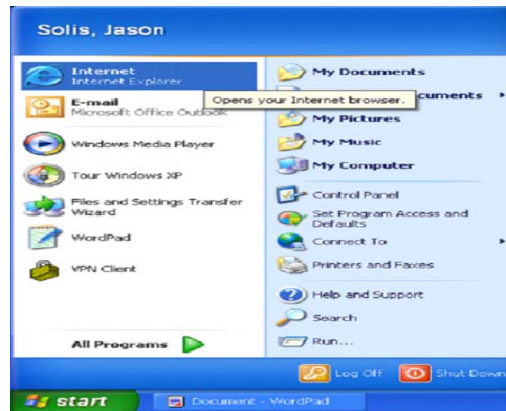 Solis, Jason
Internet
Internet Explorer
E-mail
Microsoft Office Outlook
Opens your Internet browser.
Windows Media Player
Tour Windows XP
Files and Settings Transfer
Wizard
WordPad
VPN Client
All Programs
My Documents
cuments
My Pictures
My Music
My Computer
Control Panel
Set Program Access and
Defaults
Connect To
Printers and Faxes
Help and Support
Search
Run...
Log Off
Shut Down
start
Document - WordPad